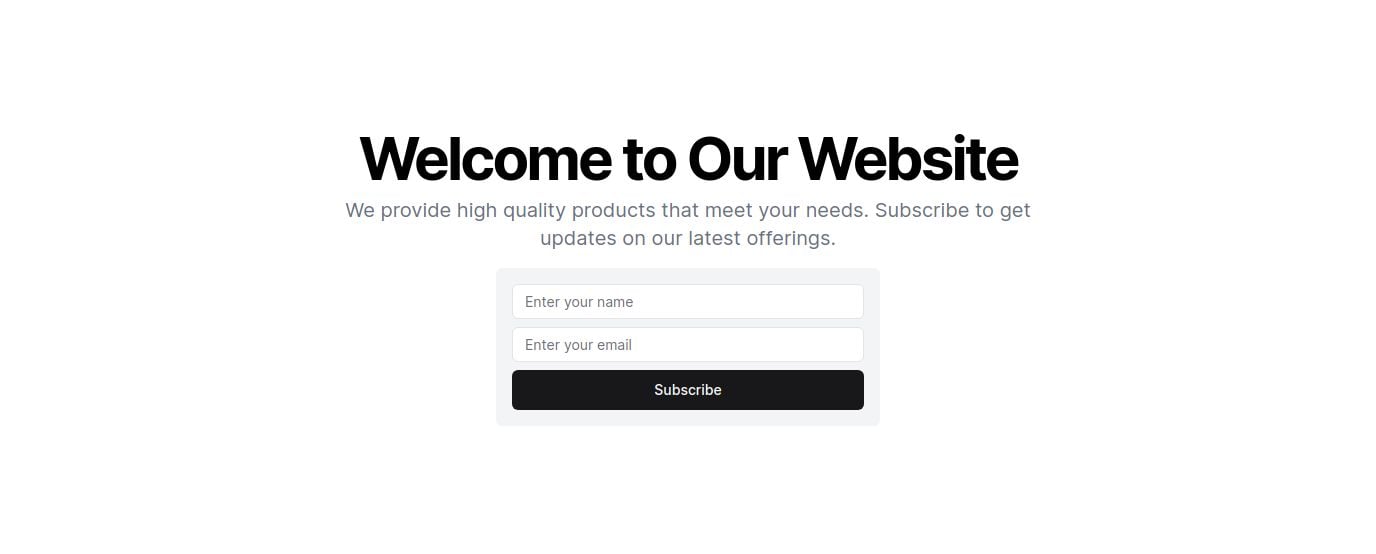 Welcome to Our Website
We provide high quality products that meet your needs. Subscribe to get
updates on our latest offerings.
Enter your name
Enter your email
Subscribe